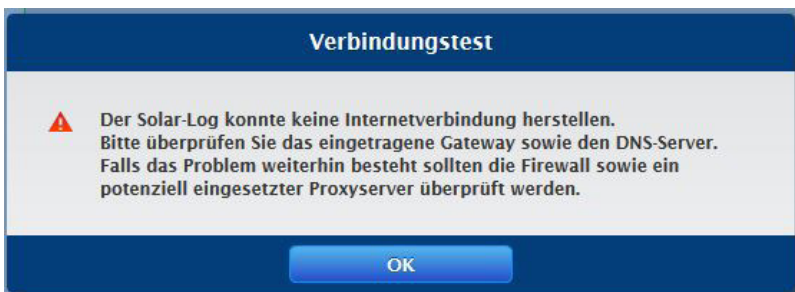 Verbindungstest
Der Solar-Log konnte keine Internetverbindung herstellen.
Bitte überprüfen Sie das eingetragene Gateway sowie den DNS-Server.
Falls das Problem weiterhin besteht sollten die Firewall sowie ein
potenziell eingesetzter Proxyserver überprüft werden.
OK